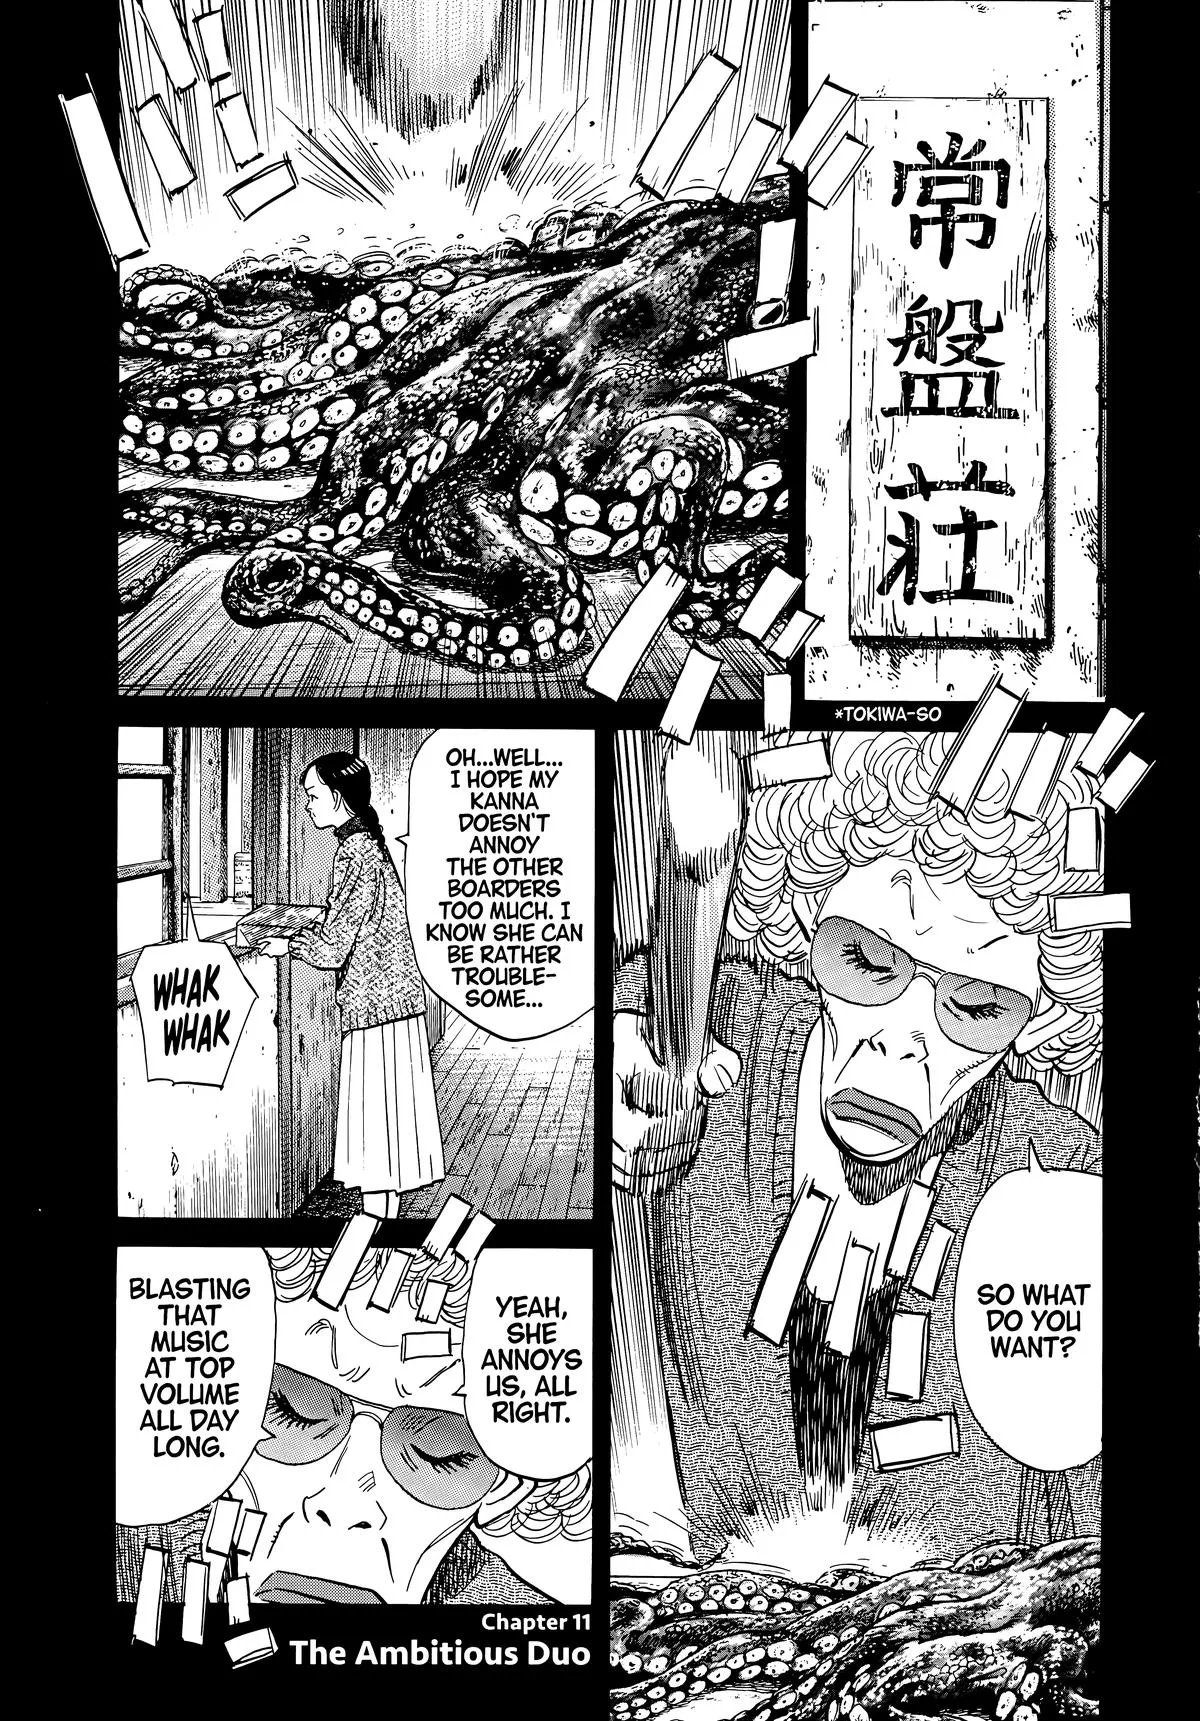 常盤荘
*TOKIWA-SO
SO WHAT
DO YOU
WANT?
OH...WELL...
I HOPE MY
KANNA
DOESN'T
ANNOY
THE OTHER
BOARDERS
TOO MUCH. I
KNOW SHE CAN
BE RATHER
TROUBLE-
SOME...
WHAK
WHAK
YEAH,
SHE
ANNOYS
US, ALL
RIGHT.
BLASTING
THAT
MUSIC
AT TOP
VOLUME
ALL DAY
LONG.
Chapter 11
The Ambitious Duo